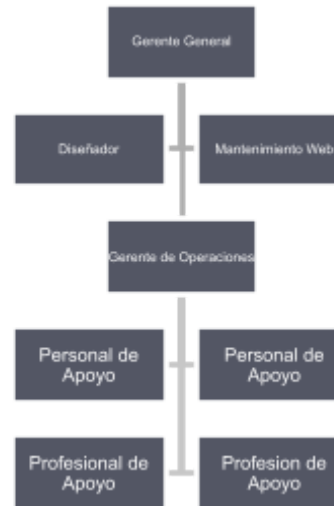 Gerente General
Diseñador
Mantenimiento Web
Gerente de Operaciones
Personal de
Apoyo
Personal de
Apoyo
Profesional de
Apoyo
Profesion de
Apoyo